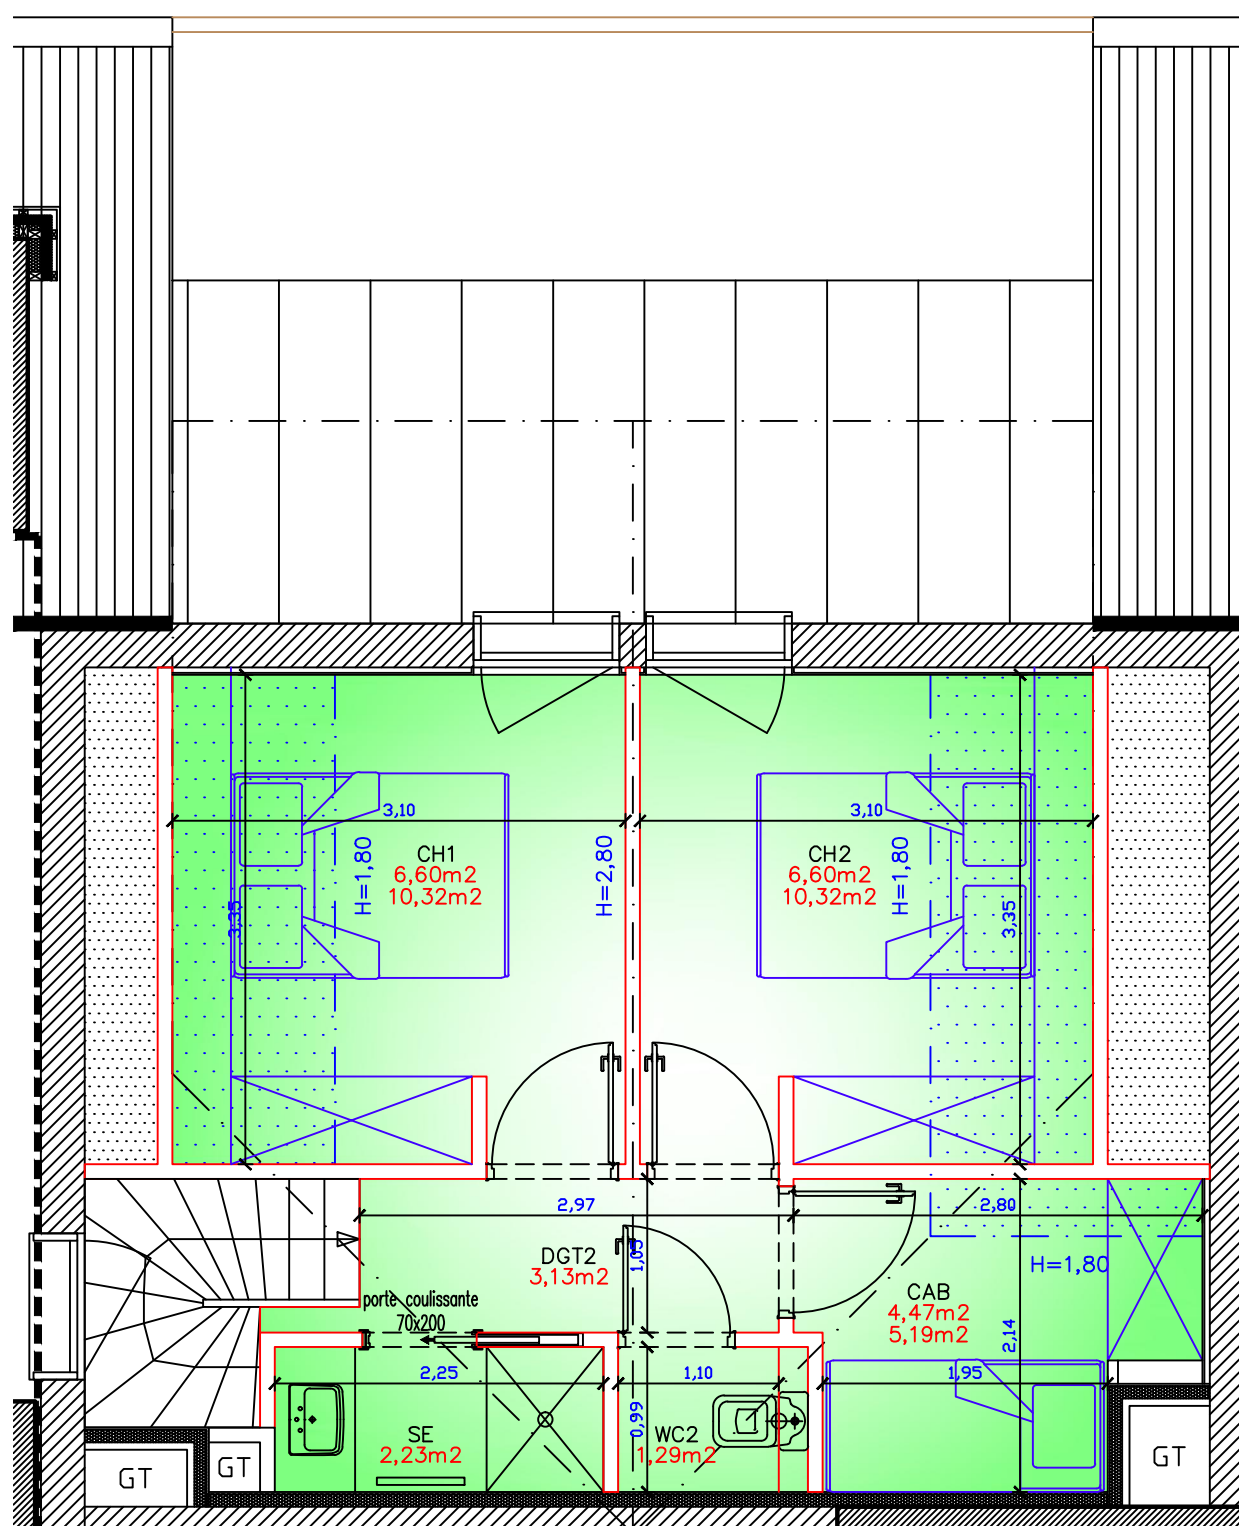 3,10
3,10
CH1
6,60m2
10,32m2
H=1,80
H=2,80
CH2
6,60m2
10,32m2
H=1,80
3,35
3,35
2,97
2,80
DGT2
3,13m2
1,05
H=1,80
CAB
4,47m2
5,19m2
porte coulissante
70x200
2,14
2,25
1,10
1,95
0,99
SE
2,23m2
WC2
1,29m2
GT
GT
GT